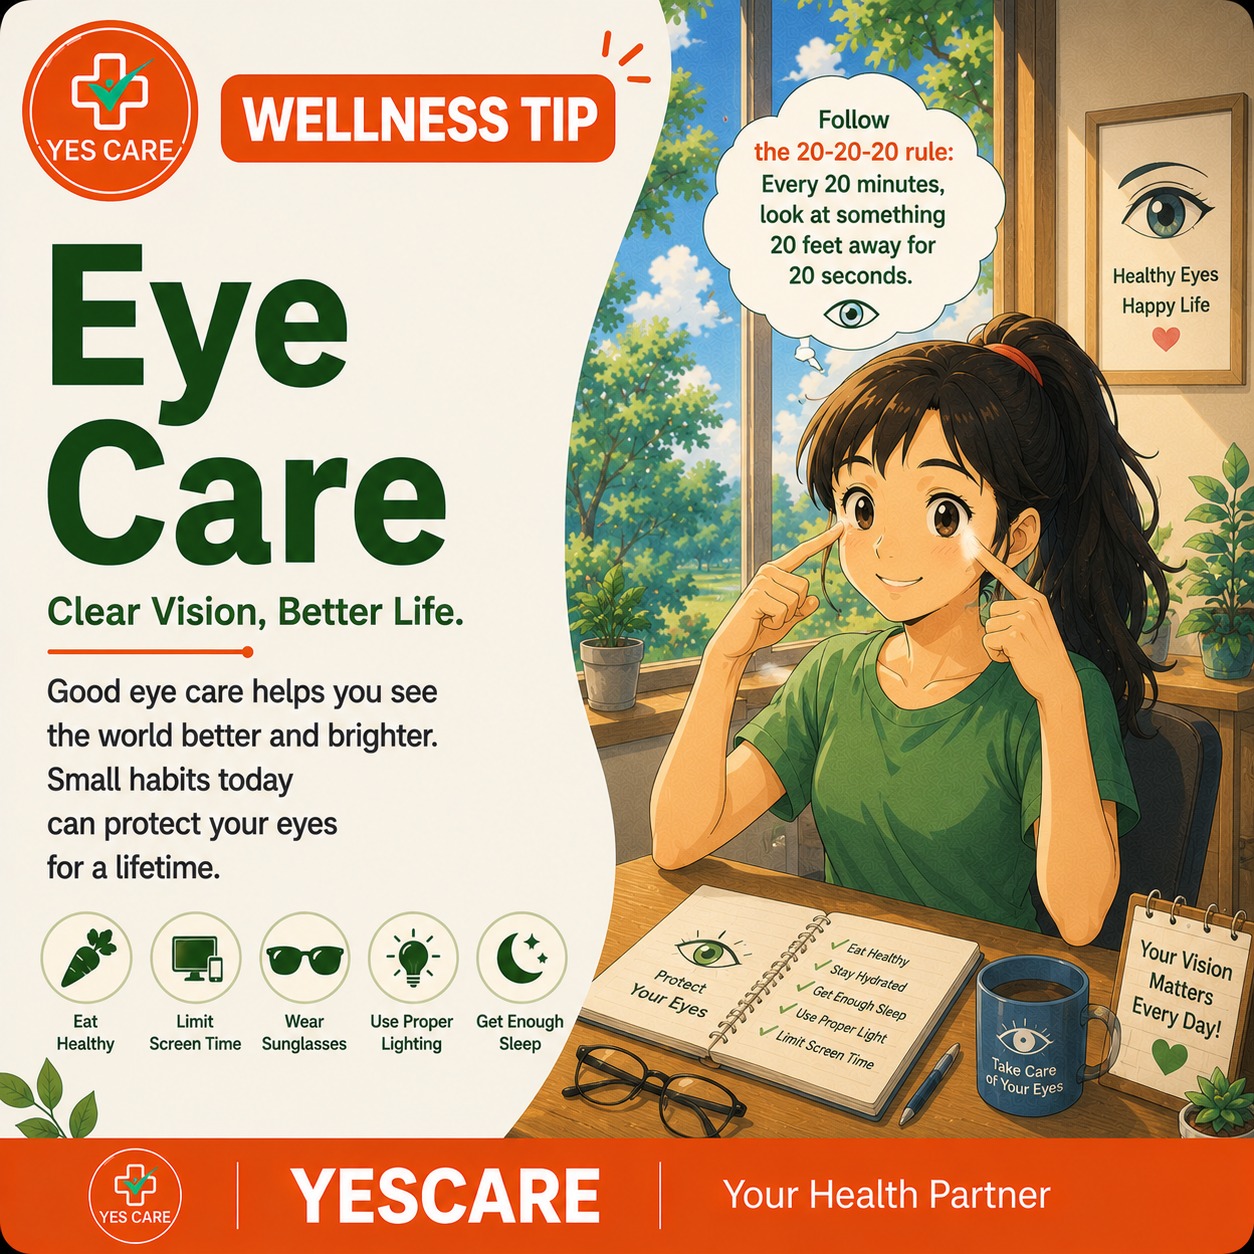 YES CARE
WELLNESS TIP
Eye
Care
Clear Vision, Better Life.
Good eye care helps you see
the world better and brighter.
Small habits today
can protect your eyes
for a lifetime.
Eat
Healthy
Limit
Screen Time
Wear
Sunglasses
Use Proper
Lighting
Get Enough
Sleep
Follow
the 20-20-20 rule:
Every 20 minutes,
look at something
20 feet away for
20 seconds.
Healthy Eyes
Happy Life
Protect
Your Eyes
Eat Healthy
Stay Hydrated
Get Enough Sleep
Use Proper Light
Limit Screen Time
Take Care
of Your Eyes
Your Vision
Matters
Every Day!
YES CARE
YESCARE
Your Health Partner